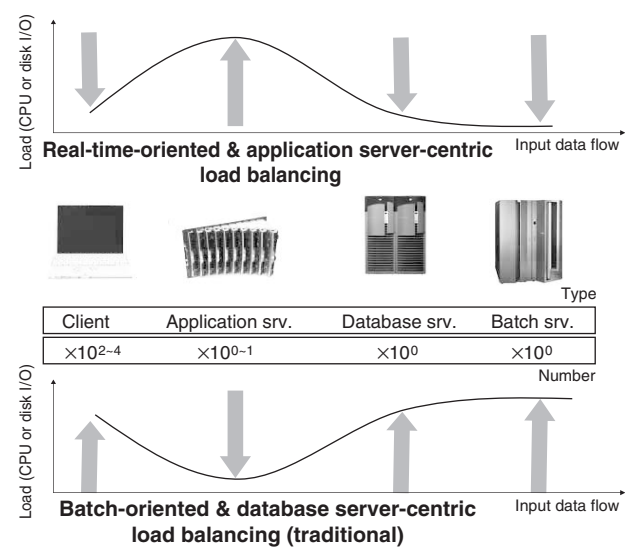 Load (CPU or disk I/O)
Input data flow
Real-time-oriented & application server-centric
load balancing
Type
Client Application srv. Database srv. Batch srv.
×10²~⁴ ×10⁰~¹ ×10⁰ ×10⁰
Number
Load (CPU or disk I/O)
Input data flow
Batch-oriented & database server-centric
load balancing (traditional)